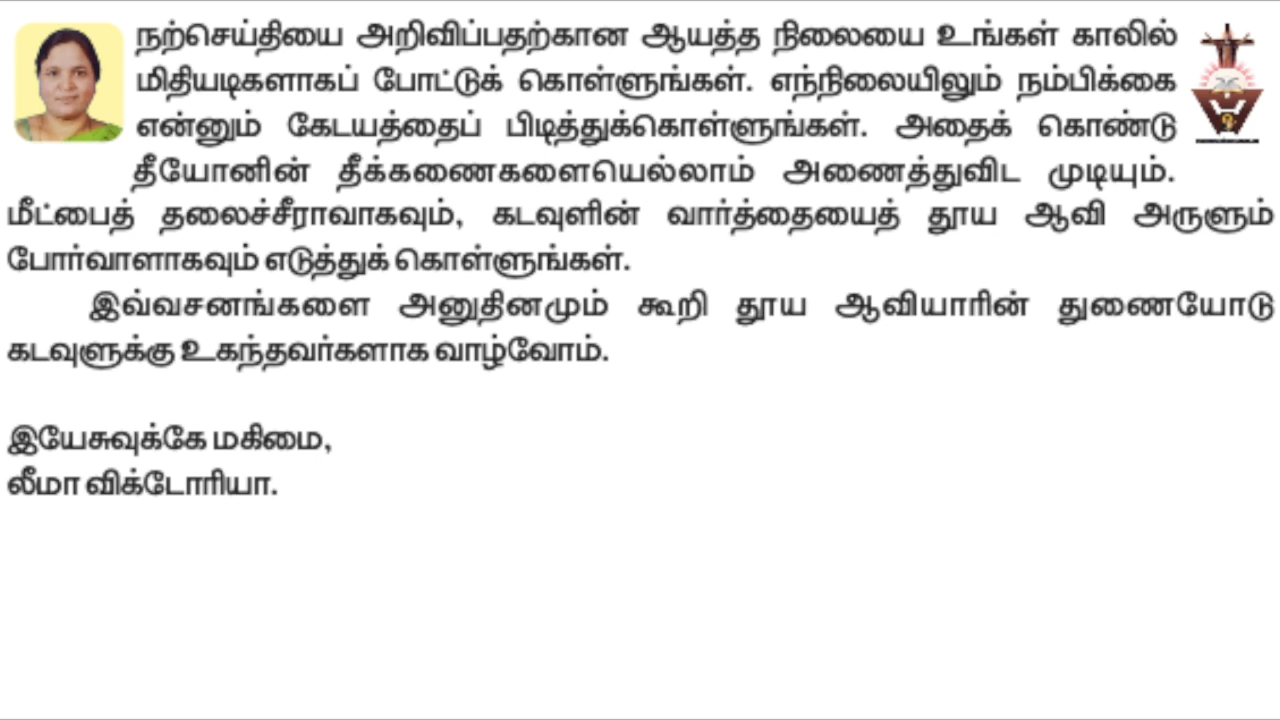 நற்செய்தியை அறிவிப்பதற்கான ஆயத்த நிலையை உங்கள் காலில்
மிதியடிகளாகப் போட்டுக் கொள்ளுங்கள். எந்நிலையிலும் நம்பிக்கை
என்னும் கேடயத்தைப் பிடித்துக்கொள்ளுங்கள். அதைக் கொண்டு
தீயோனின் தீக்கணைகளையெல்லாம் அணைத்துவிட முடியும்.
மீட்பைத் தலைச்சீராவாகவும், கடவுளின் வார்த்தையைத் தூய ஆவி அருளும்
போர்வாளாகவும் எடுத்துக் கொள்ளுங்கள்.
இவ்வசனங்களை அனுதினமும் கூறி தூய ஆவியாரின் துணையோடு
கடவுளுக்கு உகந்தவர்களாக வாழ்வோம்.
இயேசுவுக்கே மகிமை,
லீமா விக்டோரியா.